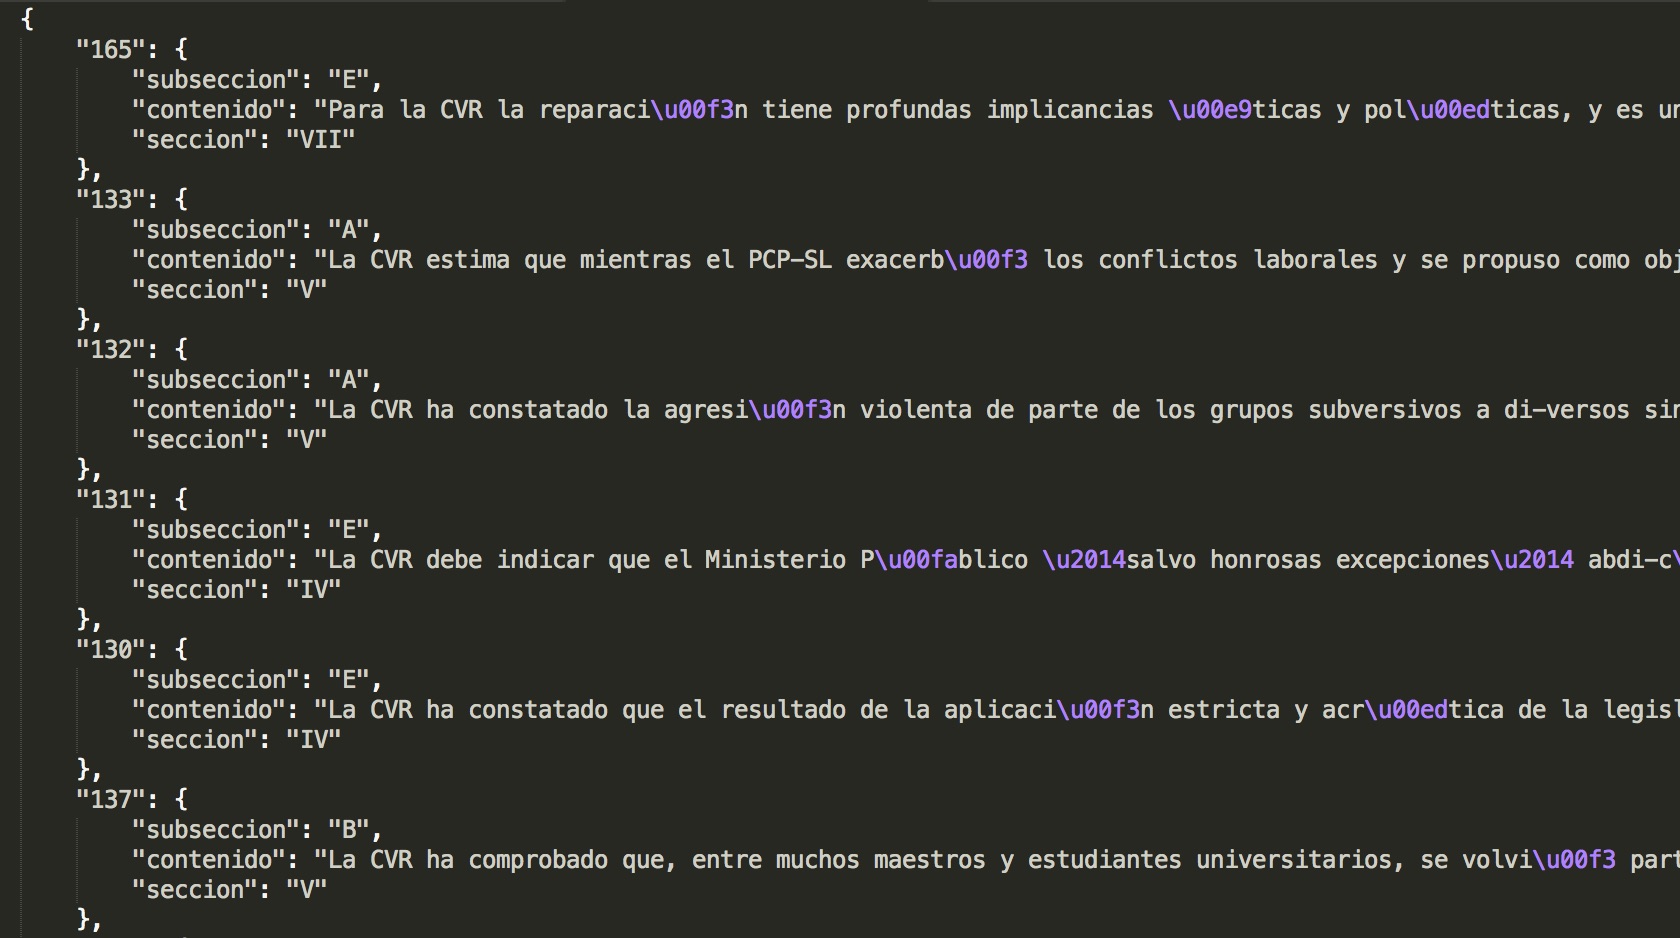 {
"165": {
"subseccion": "E",
"contenido": "Para la CVR la reparaci\u00f3n tiene profundas implicancias \u00e9ticas y pol\u00edticas, y es un
"seccion": "VII"
},
"133": {
"subseccion": "A",
"contenido": "La CVR estima que mientras el PCP-SL exacerb\u00f3 los conflictos laborales y se propuso como obj
"seccion": "V"
},
"132": {
"subseccion": "A",
"contenido": "La CVR ha constatado la agresi\u00f3n violenta de parte de los grupos subversivos a di-versos sin
"seccion": "V"
},
"131": {
"subseccion": "E",
"contenido": "La CVR debe indicar que el Ministerio P\u00fablico \u2014salvo honrosas excepciones\u2014 abdi-c\
"seccion": "IV"
},
"130": {
"subseccion": "E",
"contenido": "La CVR ha constatado que el resultado de la aplicaci\u00f3n estricta y acr\u00edtica de la legisl
"seccion": "IV"
},
"137": {
"subseccion": "B",
"contenido": "La CVR ha comprobado que, entre muchos maestros y estudiantes universitarios, se volvi\u00f3 part
"seccion": "V"
},